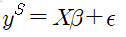 y^S = Xβ + ϵ